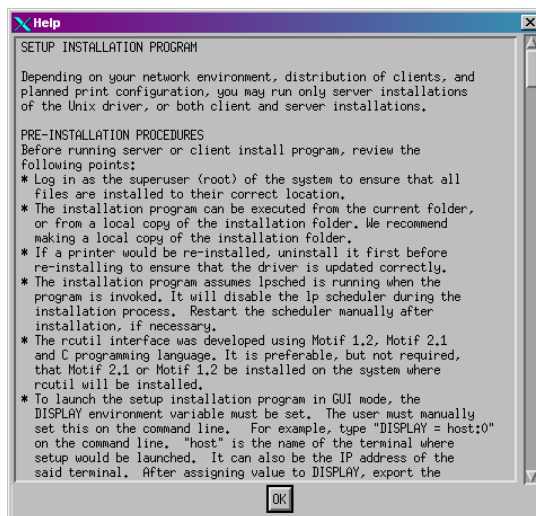 Help
SETUP INSTALLATION PROGRAM
Depending on your network environment, distribution of clients, and
planned print configuration, you may run only server installations
of the Unix driver, or both client and server installations.
PRE-INSTALLATION PROCEDURES
Before running server or client install program, review the
following points:
* Log in as the superuser (root) of the system to ensure that all
files are installed to their correct location.
* The installation program can be executed from the current folder,
or from a local copy of the installation folder. We recommend
making a local copy of the installation folder.
* If a printer would be re-installed, uninstall it first before
re-installing to ensure that the driver is updated correctly.
* The installation program assumes lpsched is running when the
program is invoked. It will disable the lp scheduler during the
installation process.  Restart the scheduler manually after
installation, if necessary.
* The rcutil interface was developed using Motif 1.2, Motif 2.1
and C programming language. It is preferable, but not required,
that Motif 2.1 or Motif 1.2 be installed on the system where
rcutil will be installed.
* To launch the setup installation program in GUI mode, the
DISPLAY environment variable must be set.  The user must manually
set this on the command line.   For example, type "DISPLAY = host:0"
on the command line.  "host" is the name of the terminal where
setup would be launched.  It can also be the IP address of the
said terminal.  After assigning value to DISPLAY, export the
OK